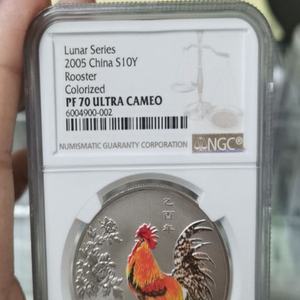 Lunar Series
2005 China S10Y
Rooster
Colorized
PF 70 ULTRA CAMEO
6004900-002
NUMISMATIC GUARANTY CORPORATION
NGC®
乙酉年